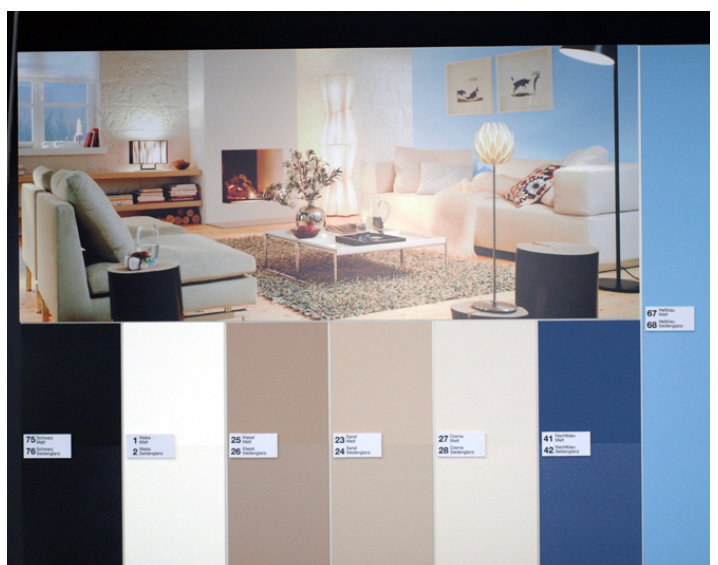 67 Hellblau Matt
68 Hellblau Seidenglanz
75 Schwarz Matt
76 Schwarz Seidenglanz
1 Weiss Matt
2 Weiss Seidenglanz
25 Kiesel Matt
26 Kiesel Seidenglanz
23 Sand Matt
24 Sand Seidenglanz
27 Creme Matt
28 Creme Seidenglanz
41 Nachtblau Matt
42 Nachtblau Seidenglanz